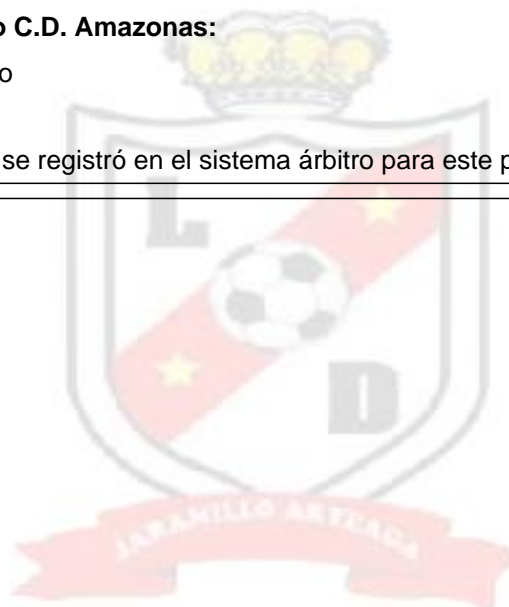 o C.D. Amazonas:
o
se registró en el sistema árbitro para este p
L
D
JARAMILLO ARTEAGA